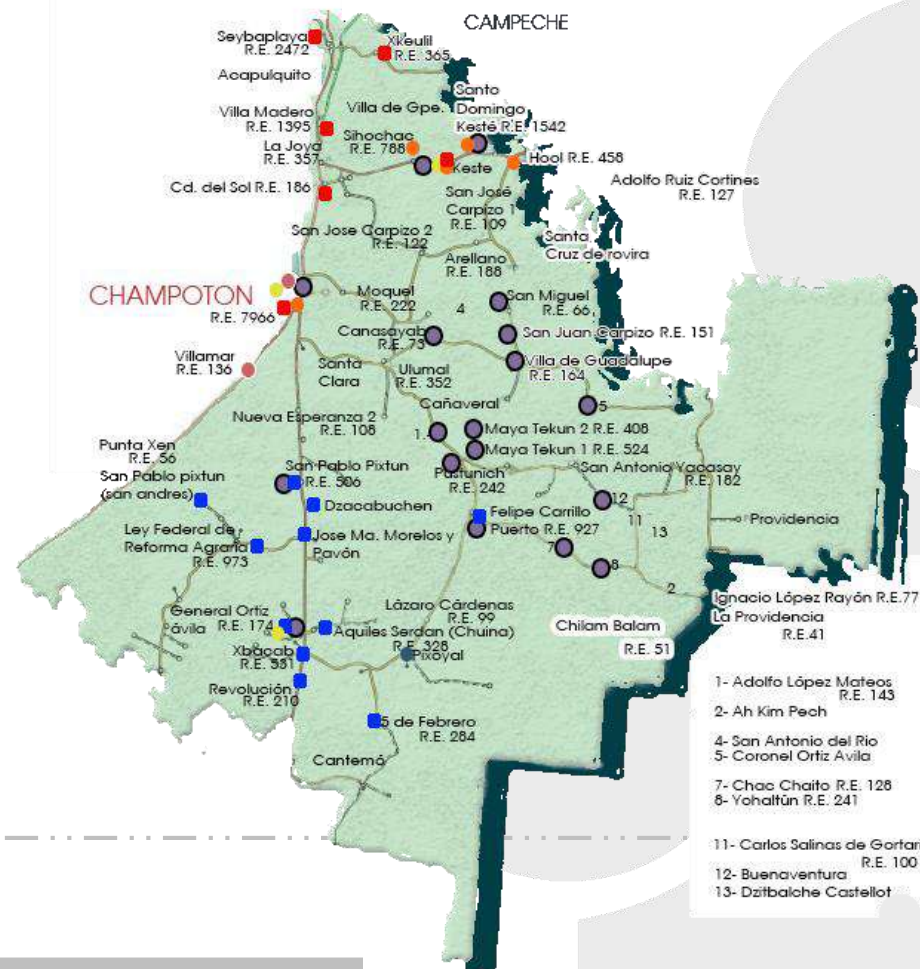 CAMPECHE
Seybaplaya
R.E. 2472
Xkeulil
R.E. 365
Acapulquito
Santo
Domingo
Kesté R.E. 1542
Villa Madero
R.E. 1395
Villa de Gpe.
Sihochac
R.E. 788
La Joya
R.E. 357
Keste
Hool R.E. 458
Cd. del Sol R.E. 186
Adolfo Ruiz Cortines
R.E. 127
San José
Carpizo 1
R.E. 109
San Jose Carpizo 2
R.E. 122
Santa
Cruz de rovira
Arellano
R.E. 188
CHAMPOTON
R.E. 7966
Moquel
R.E. 222
4
San Miguel
R.E. 66
Canasayab
R.E. 73
San Juan Carpizo R.E. 151
Villamar
R.E. 136
Santa
Clara
Ulumal
R.E. 352
Villa de Guadalupe
R.E. 164
Cañaveral
5
Nueva Esperanza 2
R.E. 108
1.
Maya Tekun 2 R.E. 408
Maya Tekun 1 R.E. 524
Punta Xen
R.E. 56
San Pablo Pixtun
R.E. 506
Pustunich
R.E. 242
San Antonio Yacasay
R.E. 182
San Pablo pixtun
(san andres)
Dzacabuchen
12
11
13
Felipe Carrillo
Puerto R.E. 927
Providencia
Ley Federal de
Reforma Agraria
R.E. 973
Jose Ma. Morelos y
Pavón
7
8
2
Ignacio López Rayón R.E.77
La Providencia
R.E.41
General Ortiz
ávila
R.E. 174
Lázaro Cárdenas
R.E. 99
Aquiles Serdan (Chuina)
R.E. 328
Chilam Balam
R.E. 51
Xbacab
R.E. 531
Pixoyal
Revolución
R.E. 210
5 de Febrero
R.E. 284
Cantemó
1- Adolfo López Mateos
R.E. 143
2- Ah Kim Pech
4- San Antonio del Rio
5- Coronel Ortiz Avila
7- Chac Chaito R.E. 128
8- Yohaltún R.E. 241
11- Carlos Salinas de Gortari
R.E. 100
12- Buenaventura
13- Dzitbalche Castellot